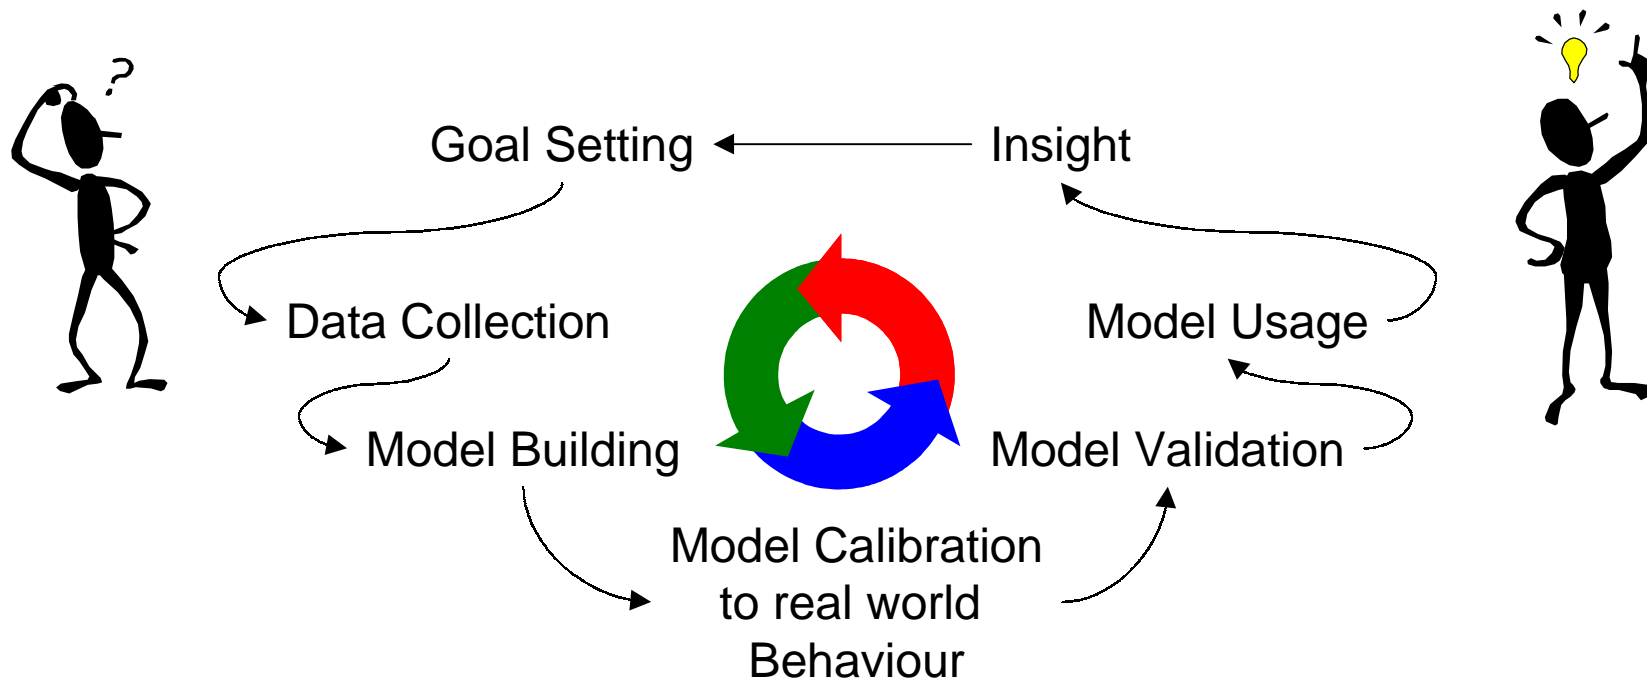 ?
Goal Setting
Insight
Data Collection
Model Usage
Model Building
Model Validation
Model Calibration
to real world
Behaviour